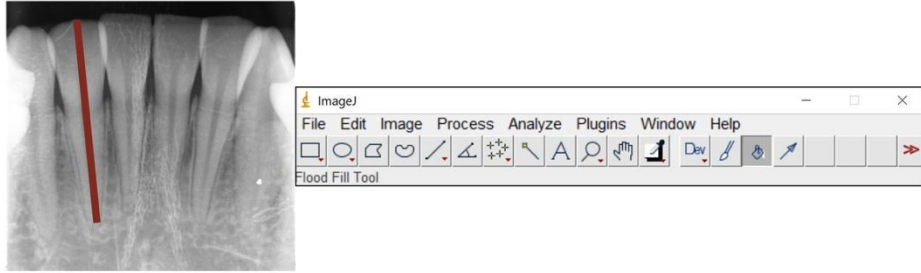 ImageJ
File Edit Image Process Analyze Plugins Window Help
A Dev
Flood Fill Tool